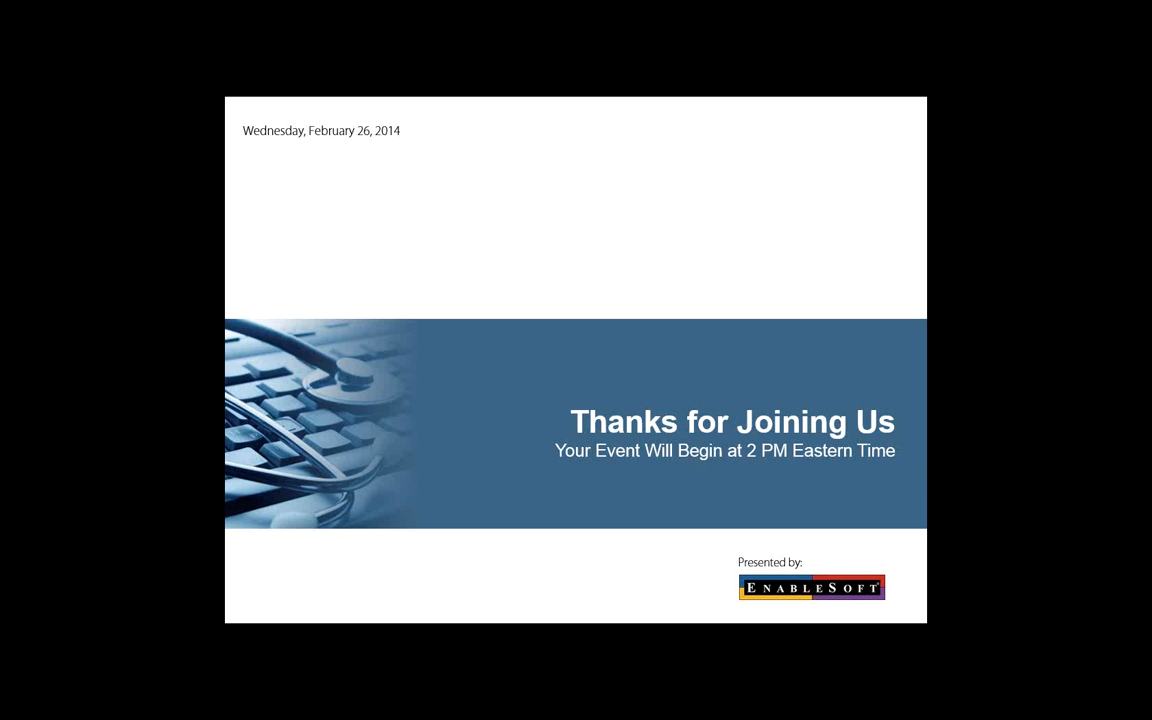 Wednesday, February 26, 2014
Thanks for Joining Us
Your Event Will Begin at 2 PM Eastern Time
Presented by:
ENABLESOFT